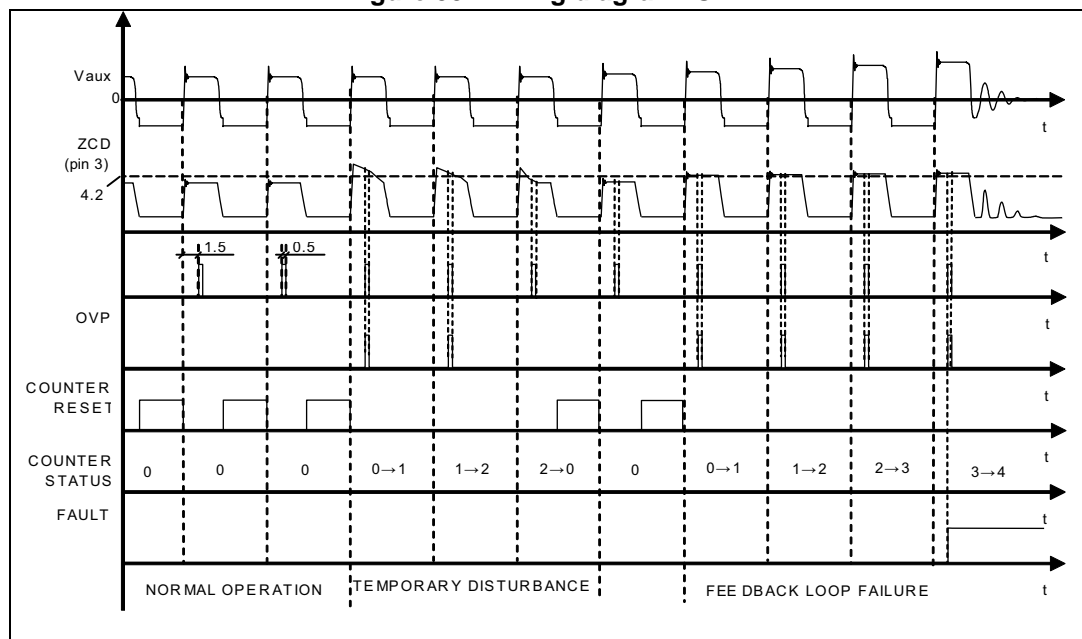 Vaux
0
t
ZCD
(pin 3)
4.2
t
1.5
0.5
t
OVP
t
COUNTER
RESET
t
COUNTER
STATUS
0 0 0 0→1 1→2 2→0 0 0→1 1→2 2→3 3→4
t
FAULT
t
NORMAL OPERATION
TEMPORARY DISTURBANCE
FEEDBACK LOOP FAILURE
t